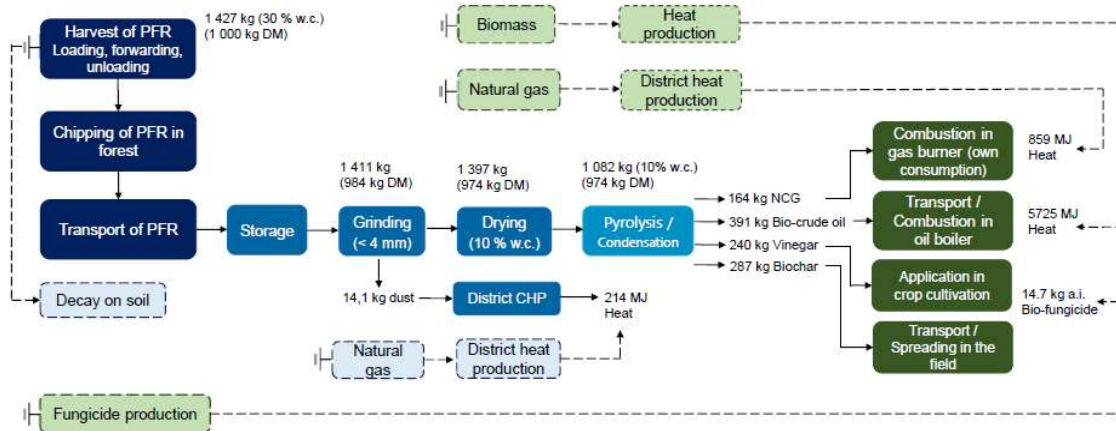 Harvest of PFR
Loading, forwarding,
unloading
1 427 kg (30 % w.c.)
(1 000 kg DM)
Biomass
Heat
production
Natural gas
District heat
production
Chipping of PFR in
forest
Combustion in
gas burner (own
consumption)
859 MJ
Heat
1 411 kg
(984 kg DM)
1 397 kg
(974 kg DM)
1 082 kg (10% w.c.)
(974 kg DM)
Transport of PFR
Storage
Grinding
(< 4 mm)
Drying
(10 % w.c.)
Pyrolysis /
Condensation
164 kg NCG
391 kg Bio-crude oil
240 kg Vinegar
287 kg Biochar
Transport /
Combustion in
oil boiler
5725 MJ
Heat
Decay on soil
14,1 kg dust
District CHP
214 MJ
Heat
Application in
crop cultivation
14.7 kg a.i.
Bio-fungicide
Natural
gas
District heat
production
Transport /
Spreading in the
field
Fungicide production